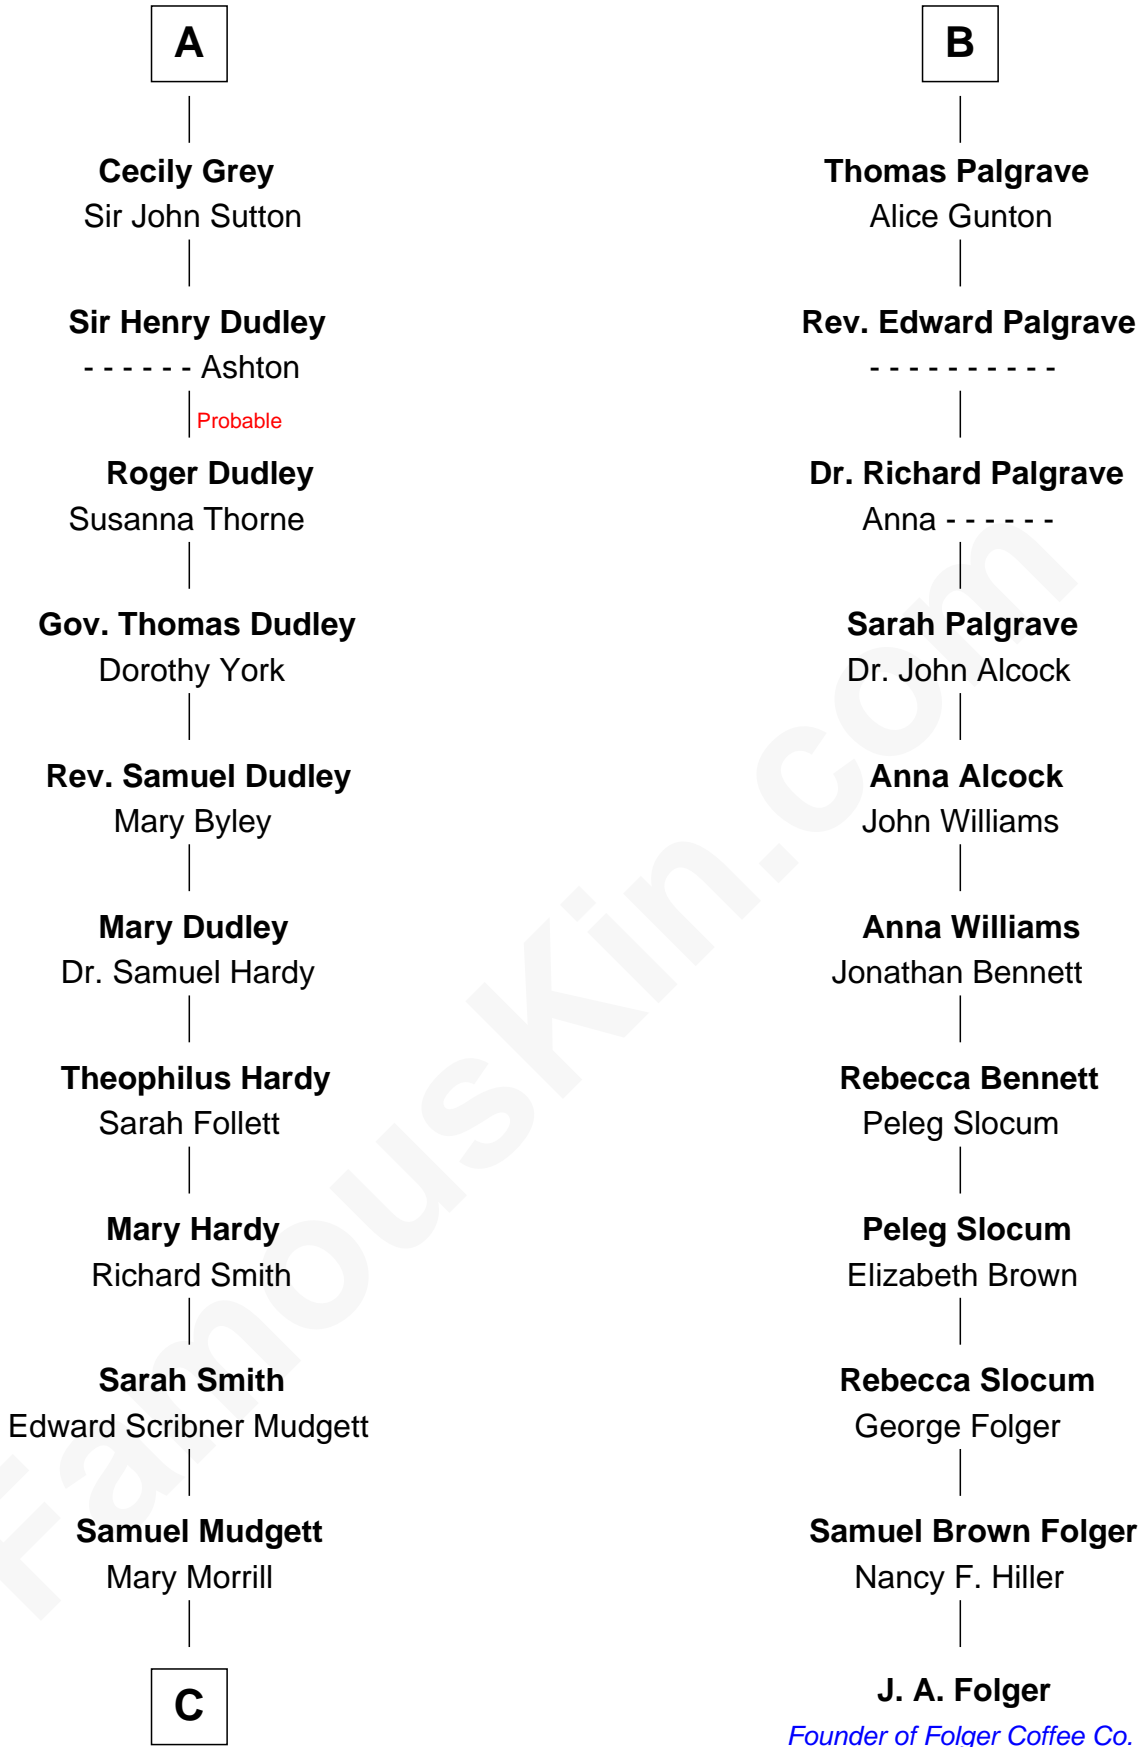 A
Cecily Grey
Sir John Sutton
Sir Henry Dudley
- - - - - - Ashton
Probable
Roger Dudley
Susanna Thorne
Gov. Thomas Dudley
Dorothy York
Rev. Samuel Dudley
Mary Byley
Mary Dudley
Dr. Samuel Hardy
Theophilus Hardy
Sarah Follett
Mary Hardy
Richard Smith
Sarah Smith
Edward Scribner Mudgett
Samuel Mudgett
Mary Morrill
C
B
Thomas Palgrave
Alice Gunton
Rev. Edward Palgrave
- - - - - - - - - -
Dr. Richard Palgrave
Anna - - - - - -
Sarah Palgrave
Dr. John Alcock
Anna Alcock
John Williams
Anna Williams
Jonathan Bennett
Rebecca Bennett
Peleg Slocum
Peleg Slocum
Elizabeth Brown
Rebecca Slocum
George Folger
Samuel Brown Folger
Nancy F. Hiller
J. A. Folger
Founder of Folger Coffee Co.
FamousKin.com